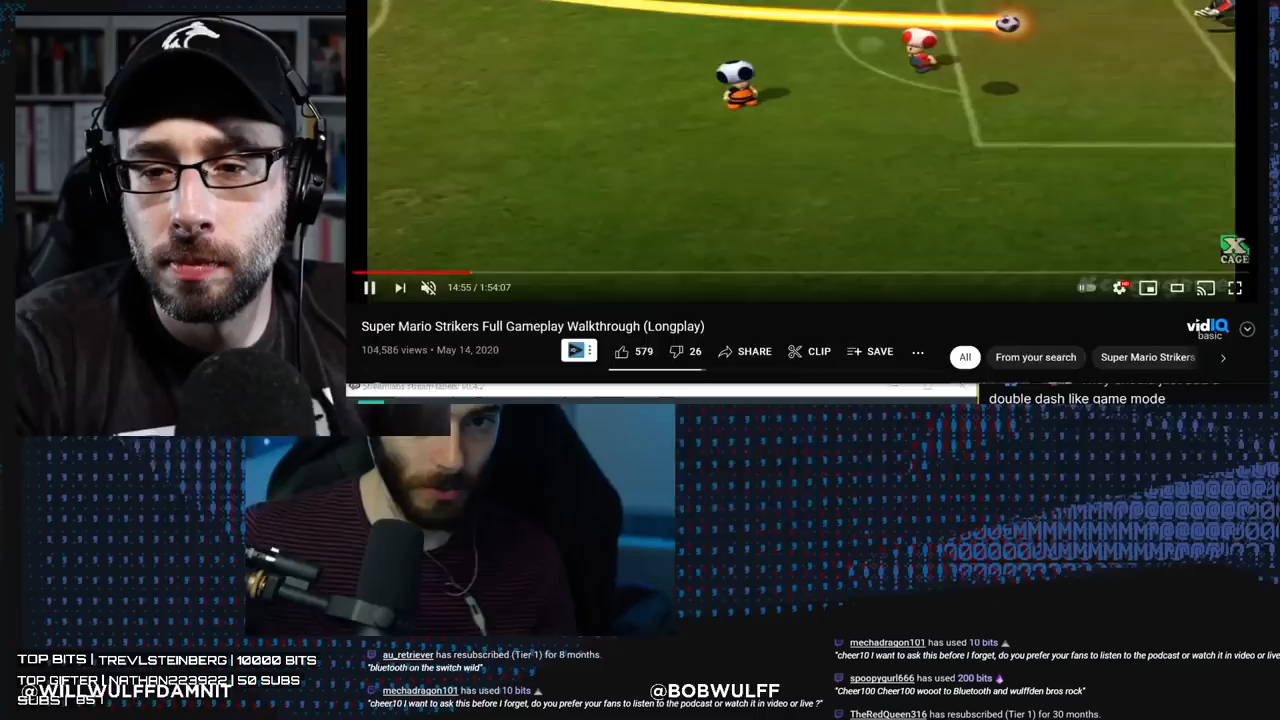 X
CAGE
14:55 / 1:54:07
HD
Super Mario Strikers Full Gameplay Walkthrough (Longplay)
vidIQ
basic
104,586 views • May 14, 2020
579
26
SHARE
CLIP
SAVE
All
From your search
Super Mario Strikers
double dash like game mode
au_retriever has resubscribed (Tier 1) for 8 months.
"bluetooth on the switch wild"
mechadragon101 has used 10 bits
"cheer10 I want to ask this before I forget, do you prefer your fans to listen to the podcast or watch it in video or live ?"
TOP BITS | TREVLSTEINBERG | 10000 BITS
TOP GIFTER | NATHAN223922 | 50 SUBS
@WILLWULFFDAMNIT
SUBS | 851
@BOBWULFF
mechadragon101 has used 10 bits
"cheer10 I want to ask this before I forget, do you prefer your fans to listen to the podcast or watch it in video or live
spoopygurl666 has used 200 bits
"Cheer100 Cheer100 wooot to Bluetooth and wulffden bros rock"
TheRedQueen316 has resubscribed (Tier 1) for 30 months.